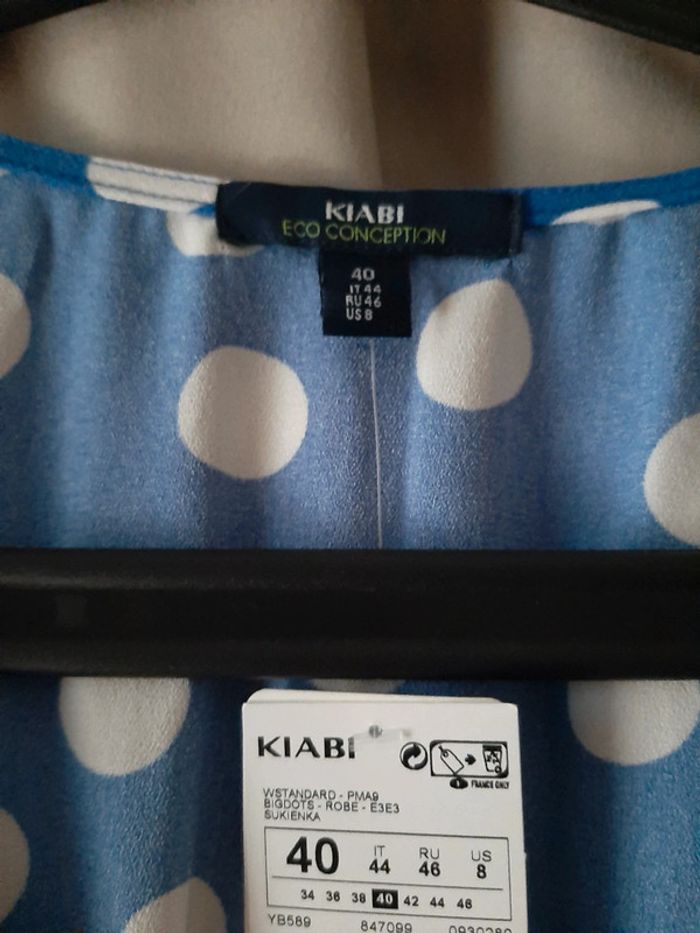 KIABI
ECO CONCEPTION
40
IT 44
RU 46
US 8
KIABI
FRANCE ONLY
WSTANDARD - PMA9
BIGDOTS - ROBE - E3E3
SUKIENKA
40 IT 44 RU 46 US 8
34 36 38 40 42 44 46
YB589 847099 0930280